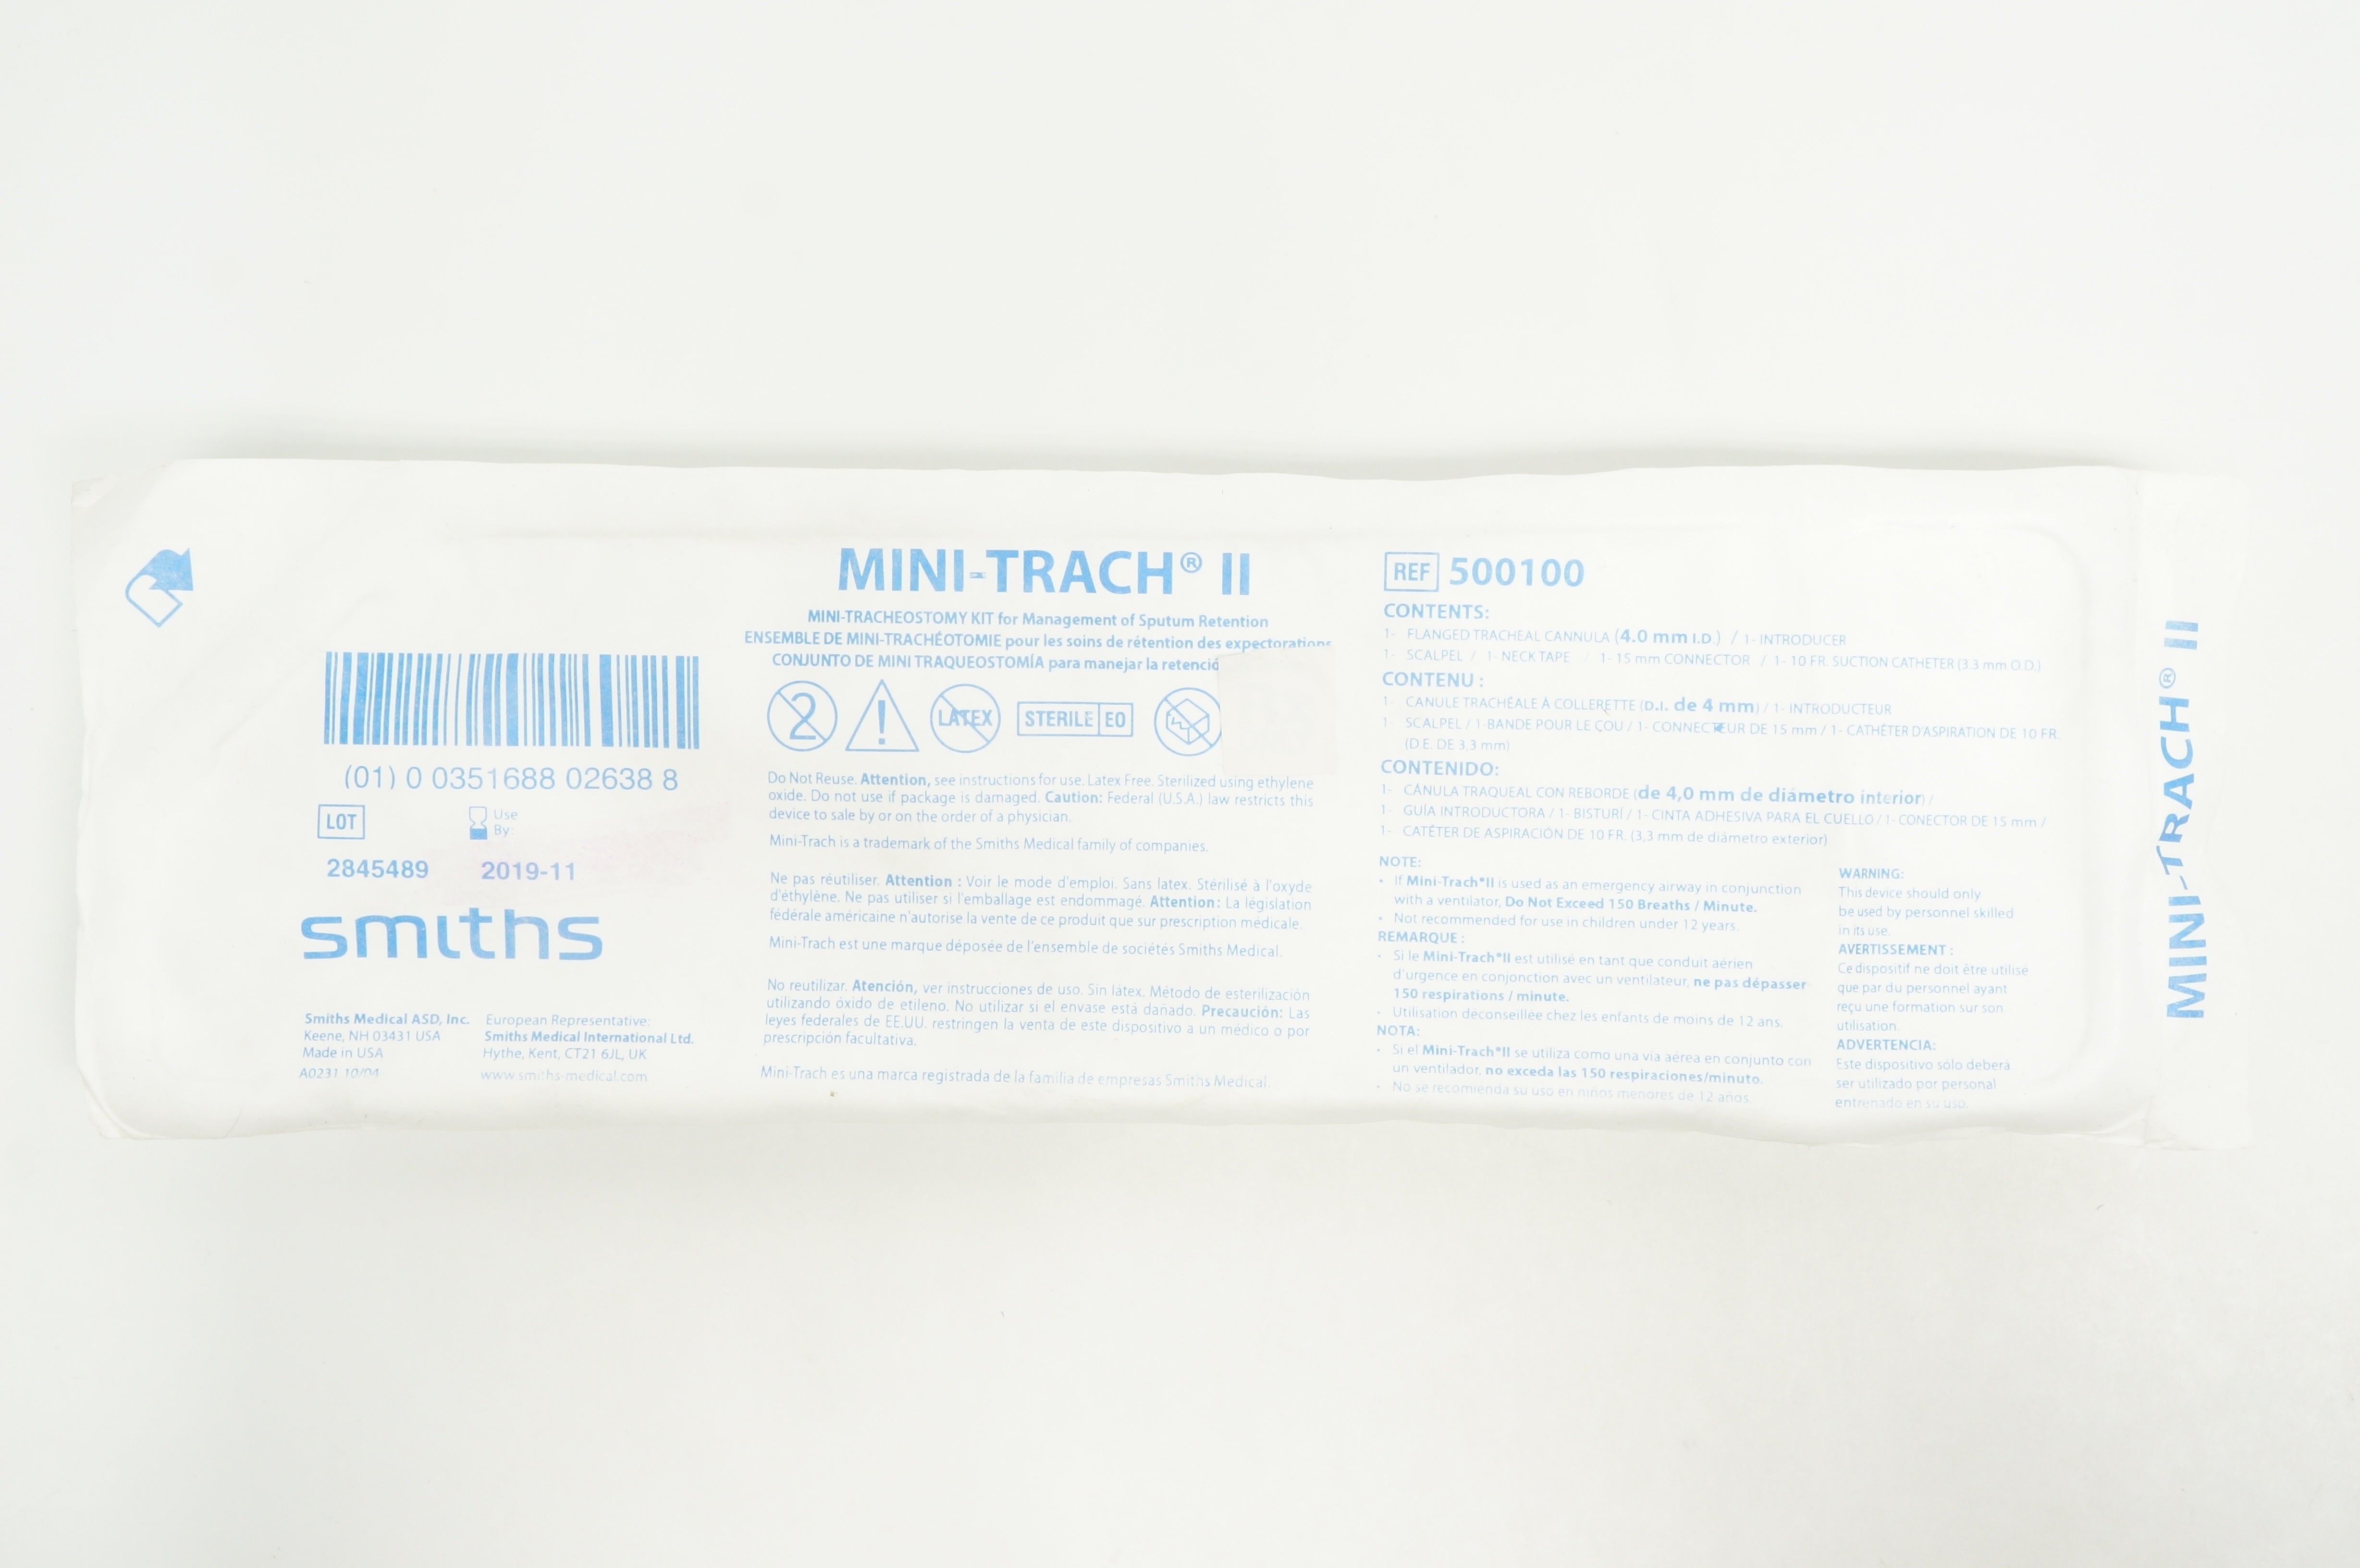 (01) 0 0351688 02638 8
LOT
Use
By:
2845489 2019-11
smiths
Smiths Medical ASD, Inc.
Keene, NH 03431 USA
Made in USA
A0231 10/04
European Representative:
Smiths Medical International Ltd.
Hythe, Kent, CT21 6JL, UK
www.smiths-medical.com
MINI-TRACH® II
MINI-TRACHEOSTOMY KIT for Management of Sputum Retention
ENSEMBLE DE MINI-TRACHÉOTOMIE pour les soins de rétention des expectorations
CONJUNTO DE MINI TRAQUEOSTOMÍA para manejar la retenció
2 ! LATEX STERILE EO
Do Not Reuse. Attention, see instructions for use. Latex Free. Sterilized using ethylene
oxide. Do not use if package is damaged. Caution: Federal (U.S.A.) law restricts this
device to sale by or on the order of a physician.
Mini-Trach is a trademark of the Smiths Medical family of companies.
Ne pas réutiliser. Attention : Voir le mode d'emploi. Sans latex. Stérilisé à l'oxyde
d'éthylène. Ne pas utiliser si l'emballage est endommagé. Attention : La législation
fédérale américaine n'autorise la vente de ce produit que sur prescription médicale.
Mini-Trach est une marque déposée de l'ensemble de sociétés Smiths Medical.
No reutilizar. Atención, ver instrucciones de uso. Sin látex. Método de esterilización
utilizando óxido de etileno. No utilizar si el envase está dañado. Precaución: Las
leyes federales de EE.UU. restringen la venta de este dispositivo a un médico o por
prescripción facultativa.
Mini-Trach es una marca registrada de la familia de empresas Smiths Medical.
REF 500100
CONTENTS:
1- FLANGED TRACHEAL CANNULA (4.0 mm I.D.) / 1- INTRODUCER
1- SCALPEL / 1- NECK TAPE / 1- 15 mm CONNECTOR / 1- 10 FR. SUCTION CATHETER (3.3 mm O.D.)
CONTENU :
1- CANULE TRACHÉALE À COLLERETTE (D.I. de 4 mm) / 1- INTRODUCTEUR
1- SCALPEL / 1- BANDE POUR LE COU / 1- CONNECTEUR DE 15 mm / 1- CATHÉTER D'ASPIRATION DE 10 FR.
(D.E. DE 3,3 mm)
CONTENIDO:
1- CÁNULA TRAQUEAL CON REBORDE (de 4,0 mm de diámetro interior) /
1- GUÍA INTRODUCTORA / 1- BISTURÍ / 1- CINTA ADHESIVA PARA EL CUELLO / 1- CONECTOR DE 15 mm /
1- CATÉTER DE ASPIRACIÓN DE 10 FR. (3,3 mm de diámetro exterior)
NOTE:
• If Mini-Trach®II is used as an emergency airway in conjunction
with a ventilator, Do Not Exceed 150 Breaths / Minute.
• Not recommended for use in children under 12 years.
REMARQUE :
• Si le Mini-Trach®II est utilisé en tant que conduit aérien
d'urgence en conjonction avec un ventilateur, ne pas dépasser
150 respirations / minute.
• Utilisation deconseillée chez les enfants de moins de 12 ans.
NOTA:
• Si el Mini-Trach®II se utiliza como una vía aérea en conjunto con
un ventilador, no exceda las 150 respiraciones/minuto.
• No se recomienda su uso en niños menores de 12 años.
WARNING:
This device should only
be used by personnel skilled
in its use.
AVERTISSEMENT :
Ce dispositif ne doit être utilisé
que par du personnel ayant
reçu une formation sur son
utilisation.
ADVERTENCIA:
Este dispositivo sólo deberá
ser utilizado por personal
entrenado en su uso.
MINI-TRACH® II